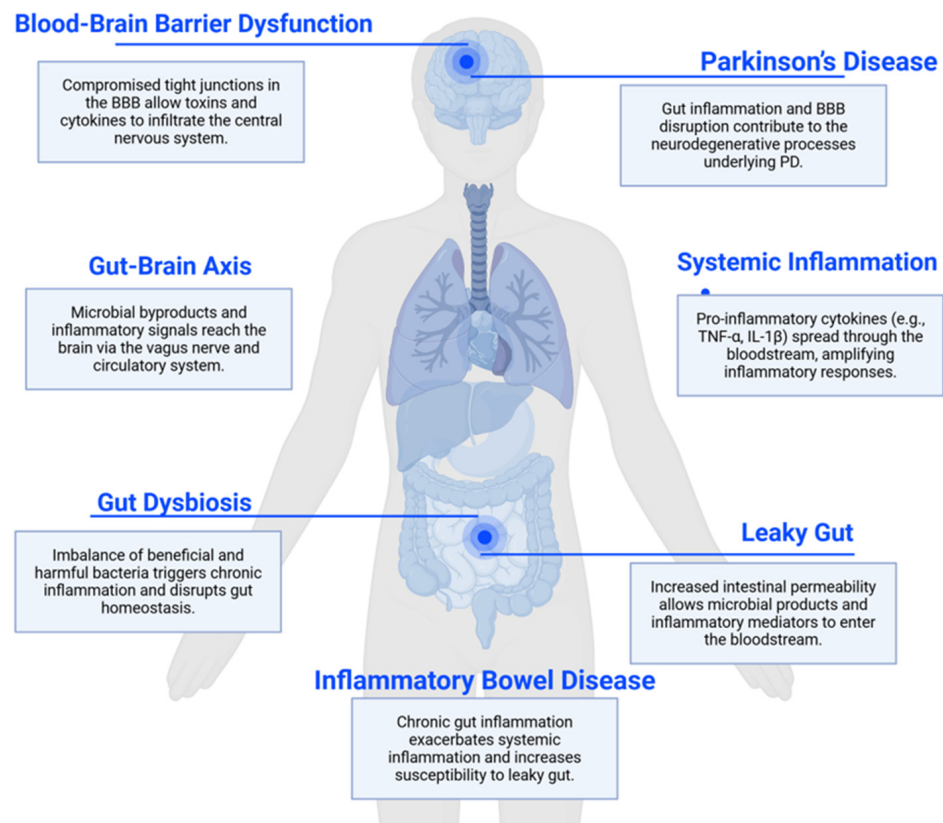 Blood-Brain Barrier Dysfunction
Compromised tight junctions in
the BBB allow toxins and
cytokines to infiltrate the central
nervous system.
Parkinson's Disease
Gut inflammation and BBB
disruption contribute to the
neurodegenerative processes
underlying PD.
Gut-Brain Axis
Microbial byproducts and
inflammatory signals reach the
brain via the vagus nerve and
circulatory system.
Systemic Inflammation
Pro-inflammatory cytokines (e.g.,
TNF-α, IL-1β) spread through the
bloodstream, amplifying
inflammatory responses.
Gut Dysbiosis
Imbalance of beneficial and
harmful bacteria triggers chronic
inflammation and disrupts gut
homeostasis.
Leaky Gut
Increased intestinal permeability
allows microbial products and
inflammatory mediators to enter
the bloodstream.
Inflammatory Bowel Disease
Chronic gut inflammation
exacerbates systemic
inflammation and increases
susceptibility to leaky gut.